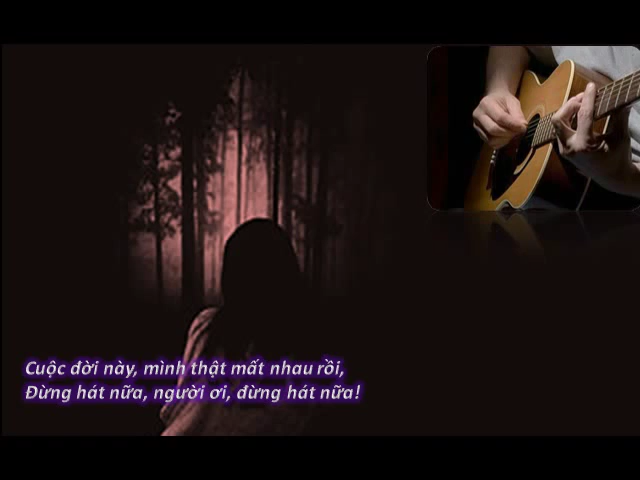 Cuộc đời này, mình thật mất nhau rồi,
Đừng hát nữa, người ơi, đừng hát nữa!